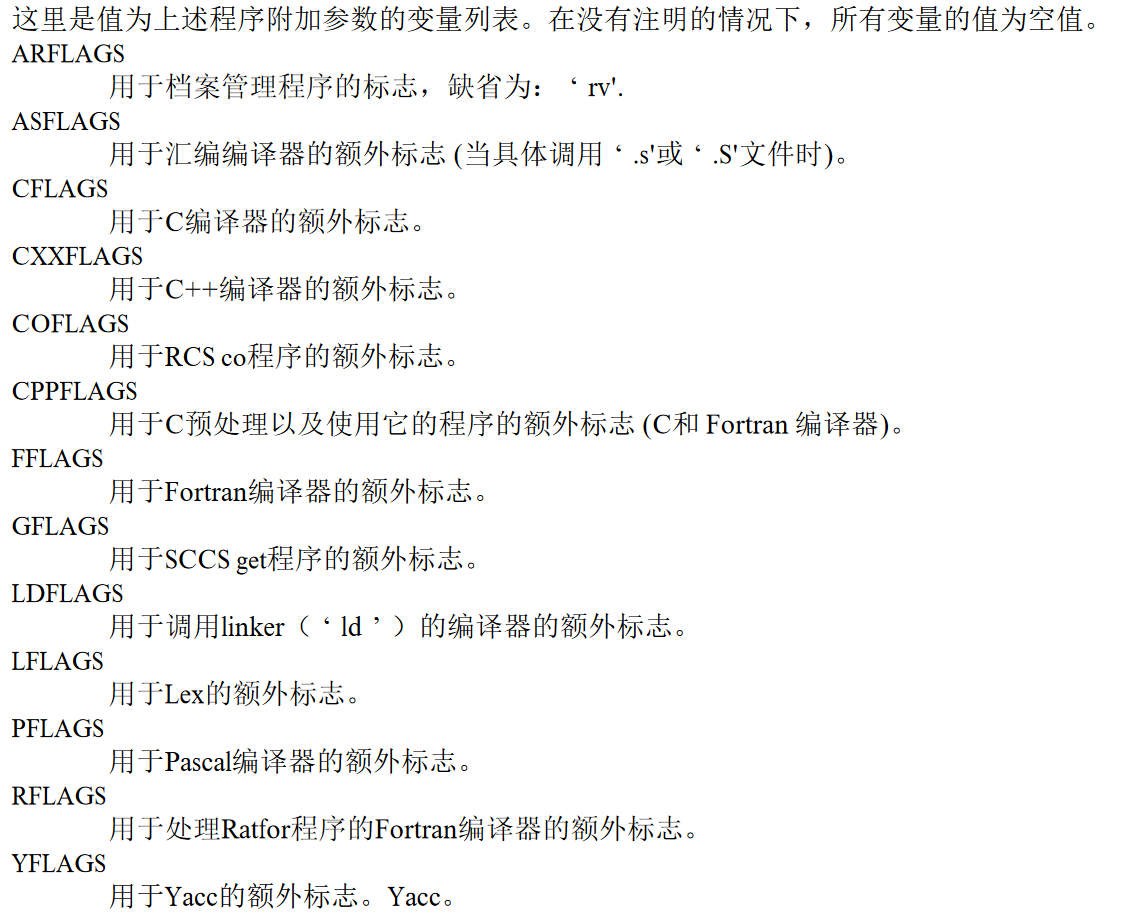 这里是值为上述程序附加参数的变量列表。在没有注明的情况下，所有变量的值为空值。
ARFLAGS
用于档案管理程序的标志，缺省为：‘ rv'.
ASFLAGS
用于汇编编译器的额外标志 (当具体调用‘ .s'或‘ .S'文件时)。
CFLAGS
用于C编译器的额外标志。
CXXFLAGS
用于C++编译器的额外标志。
COFLAGS
用于RCS co程序的额外标志。
CPPFLAGS
用于C预处理以及使用它的程序的额外标志 (C和 Fortran 编译器)。
FFLAGS
用于Fortran编译器的额外标志。
GFLAGS
用于SCCS get程序的额外标志。
LDFLAGS
用于调用linker（‘ ld ’）的编译器的额外标志。
LFLAGS
用于Lex的额外标志。
PFLAGS
用于Pascal编译器的额外标志。
RFLAGS
用于处理Ratfor程序的Fortran编译器的额外标志。
YFLAGS
用于Yacc的额外标志。Yacc。